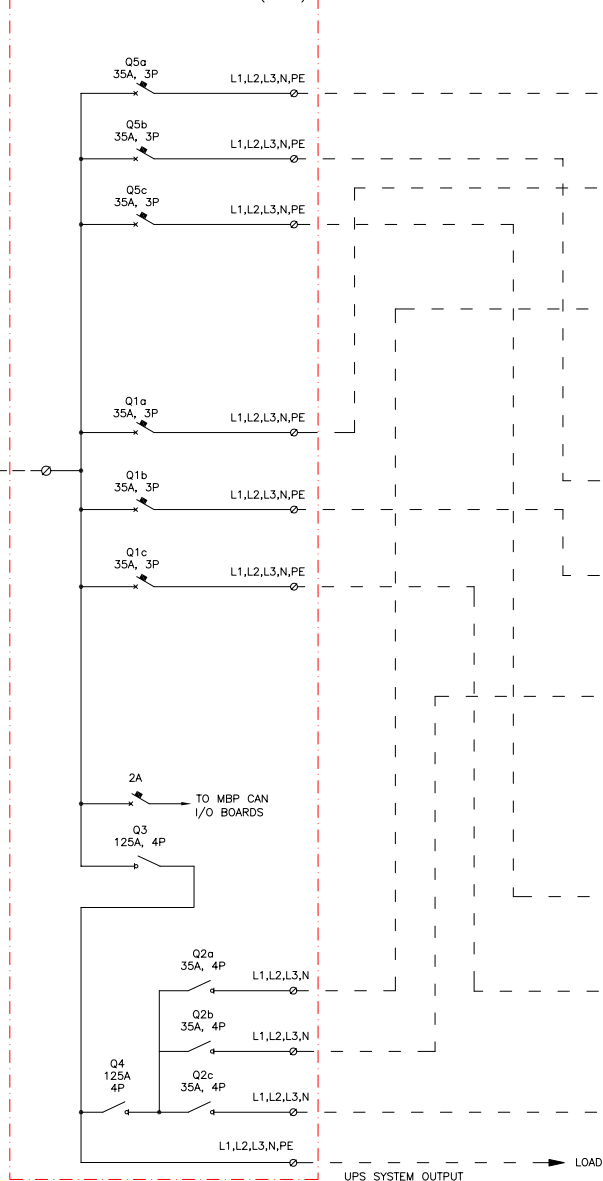 Q5a
35A, 3P
L1,L2,L3,N,PE
Q5b
35A, 3P
L1,L2,L3,N,PE
Q5c
35A, 3P
L1,L2,L3,N,PE
Q1a
35A, 3P
L1,L2,L3,N,PE
Q1b
35A, 3P
L1,L2,L3,N,PE
Q1c
35A, 3P
L1,L2,L3,N,PE
2A
TO MBP CAN
I/O BOARDS
Q3
125A, 4P
Q2a
35A, 4P
L1,L2,L3,N
Q2b
35A, 4P
L1,L2,L3,N
Q4
125A
4P
Q2c
35A, 4P
L1,L2,L3,N
L1,L2,L3,N,PE
LOAD
UPS SYSTEM OUTPUT